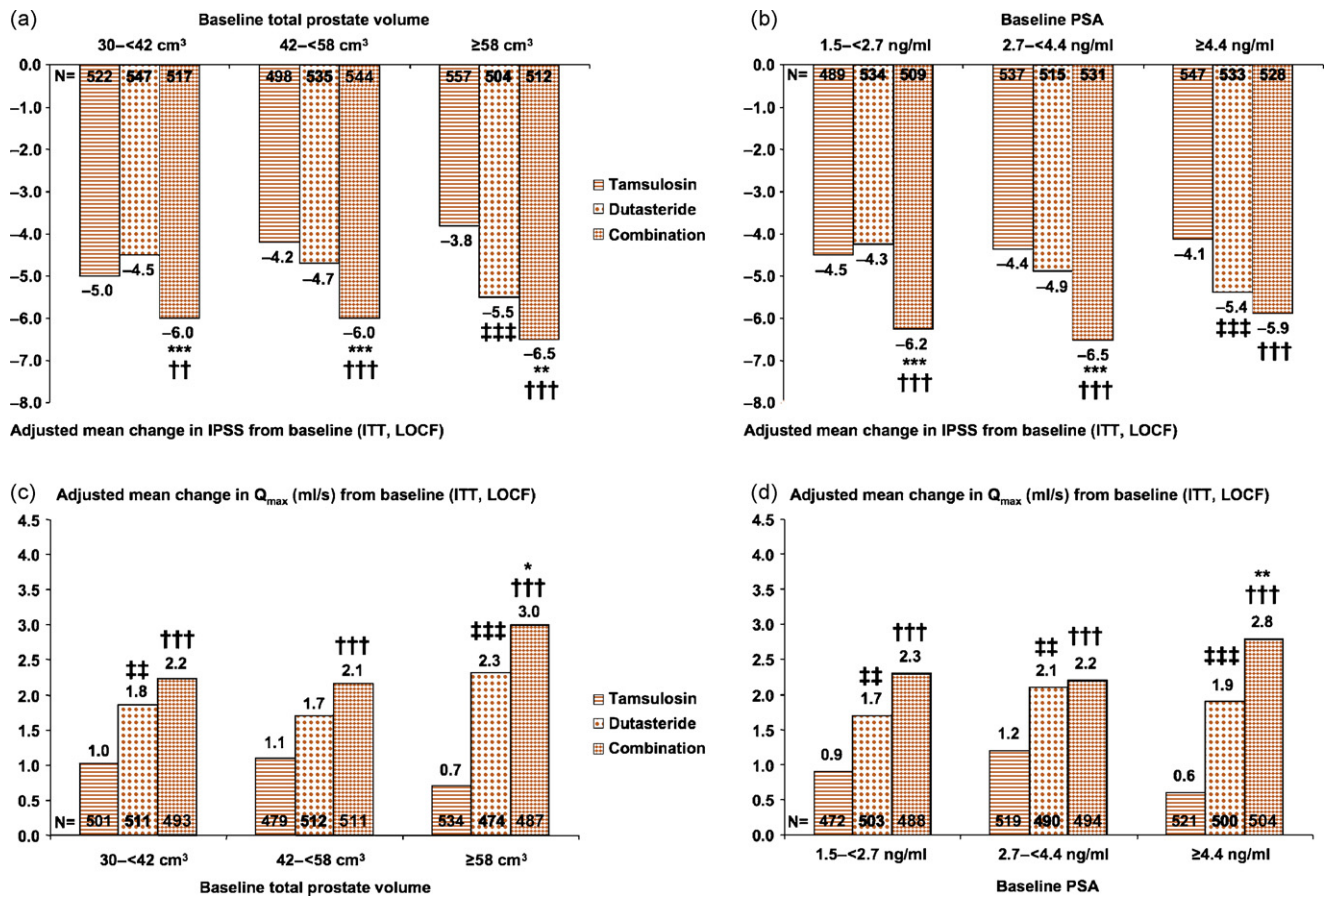 (a)
Baseline total prostate volume
30–<42 cm³ 42–<58 cm³ ≥58 cm³
0.0
–1.0
–2.0
–3.0
–4.0
–5.0
–6.0
–7.0
–8.0
N= 522 547 517 498 535 544 557 504 512
–5.0 –4.5 –6.0 –4.2 –4.7 –6.0 –3.8 –5.5 –6.5
*** †† *** ††† ‡‡‡ ** †††
Adjusted mean change in IPSS from baseline (ITT, LOCF)
Tamsulosin
Dutasteride
Combination
(b)
Baseline PSA
1.5–<2.7 ng/ml 2.7–<4.4 ng/ml ≥4.4 ng/ml
0.0
–1.0
–2.0
–3.0
–4.0
–5.0
–6.0
–7.0
–8.0
N= 489 534 509 537 515 531 547 533 528
–4.5 –4.3 –6.2 –4.4 –4.9 –6.5 –4.1 –5.4 –5.9
*** ††† *** ††† ‡‡‡ †††
Adjusted mean change in IPSS from baseline (ITT, LOCF)
(c)
Adjusted mean change in Qmax (ml/s) from baseline (ITT, LOCF)
4.5
4.0
3.5
3.0
2.5
2.0
1.5
1.0
0.5
0.0
‡‡ ††† ††† ‡‡‡ * †††
1.0 1.8 2.2 1.1 1.7 2.1 0.7 2.3 3.0
N= 501 511 493 479 512 511 534 474 487
30–<42 cm³ 42–<58 cm³ ≥58 cm³
Baseline total prostate volume
Tamsulosin
Dutasteride
Combination
(d)
Adjusted mean change in Qmax (ml/s) from baseline (ITT, LOCF)
4.5
4.0
3.5
3.0
2.5
2.0
1.5
1.0
0.5
0.0
‡‡ ††† ‡‡ ††† ‡‡‡ ** †††
0.9 1.7 2.3 1.2 2.1 2.2 0.6 1.9 2.8
N= 472 503 488 519 490 494 521 500 504
1.5–<2.7 ng/ml 2.7–<4.4 ng/ml ≥4.4 ng/ml
Baseline PSA